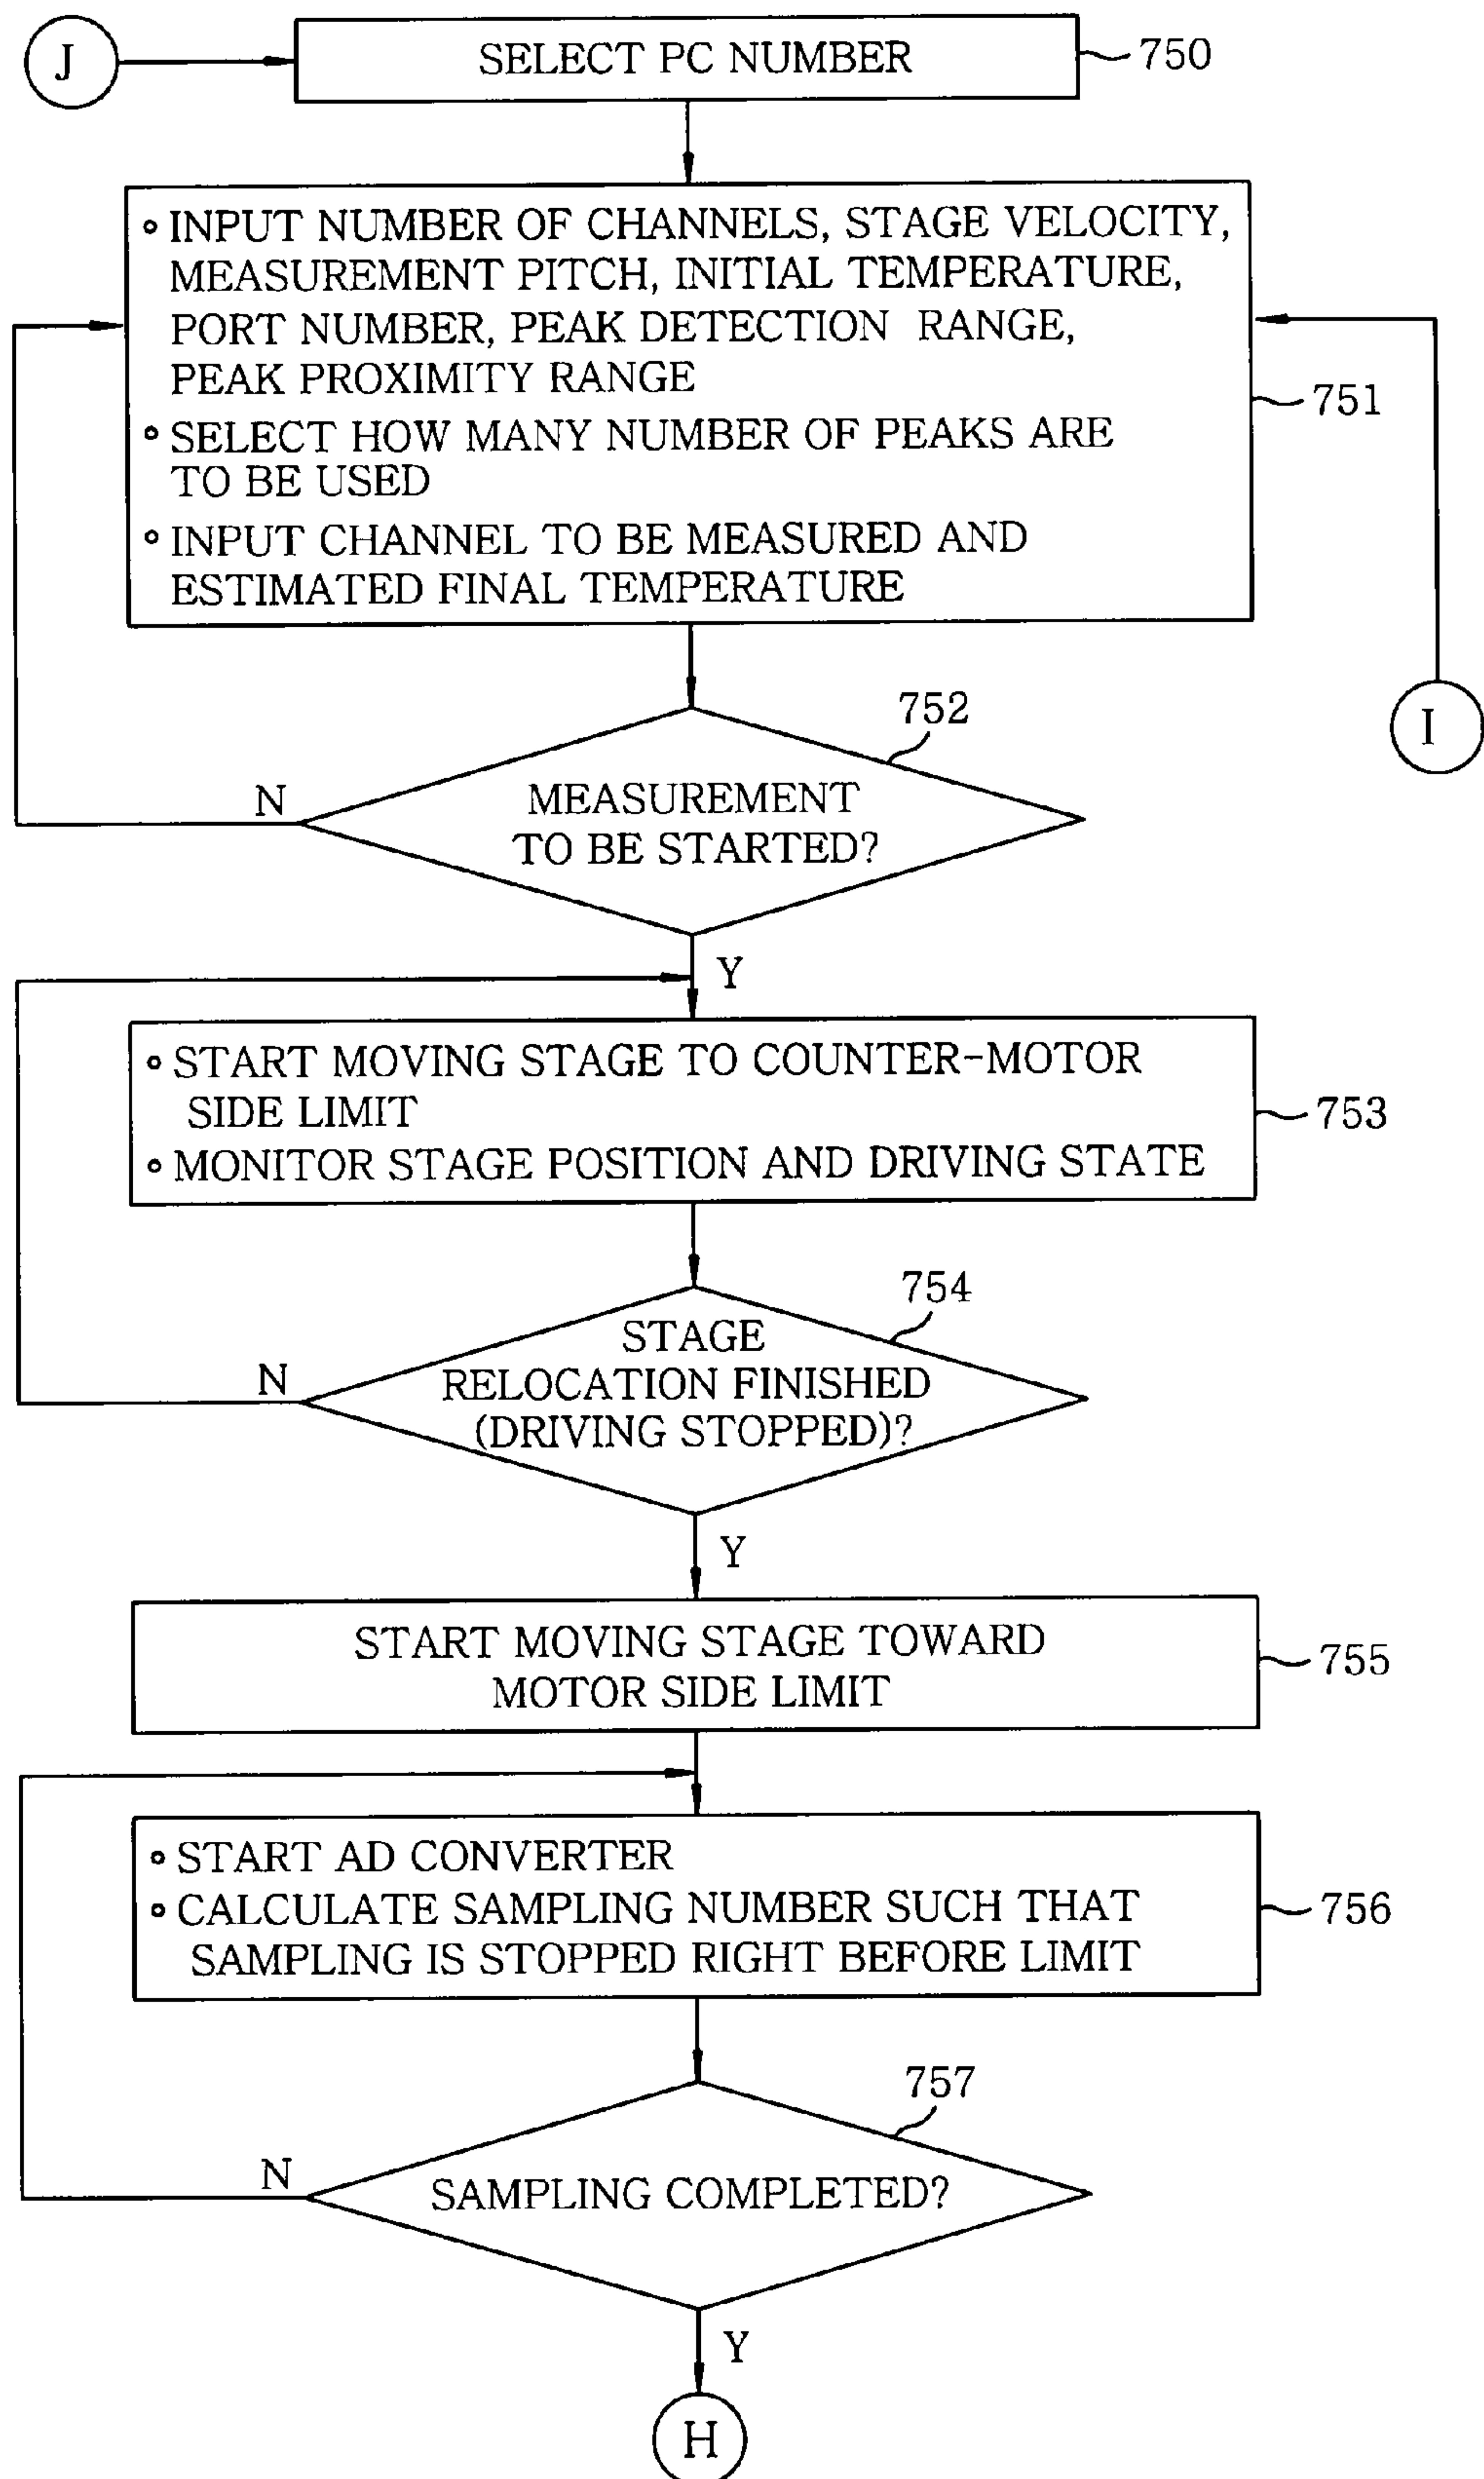 J
SELECT PC NUMBER
750
∘ INPUT NUMBER OF CHANNELS, STAGE VELOCITY,
MEASUREMENT PITCH, INITIAL TEMPERATURE,
PORT NUMBER, PEAK DETECTION RANGE,
PEAK PROXIMITY RANGE
751
∘ SELECT HOW MANY NUMBER OF PEAKS ARE
TO BE USED
∘ INPUT CHANNEL TO BE MEASURED AND
ESTIMATED FINAL TEMPERATURE
752
I
N
MEASUREMENT
TO BE STARTED?
Y
∘ START MOVING STAGE TO COUNTER-MOTOR
SIDE LIMIT
∘ MONITOR STAGE POSITION AND DRIVING STATE
753
754
N
STAGE
RELOCATION FINISHED
(DRIVING STOPPED)?
Y
START MOVING STAGE TOWARD
MOTOR SIDE LIMIT
755
∘ START AD CONVERTER
∘ CALCULATE SAMPLING NUMBER SUCH THAT
SAMPLING IS STOPPED RIGHT BEFORE LIMIT
756
757
N
SAMPLING COMPLETED?
Y
H